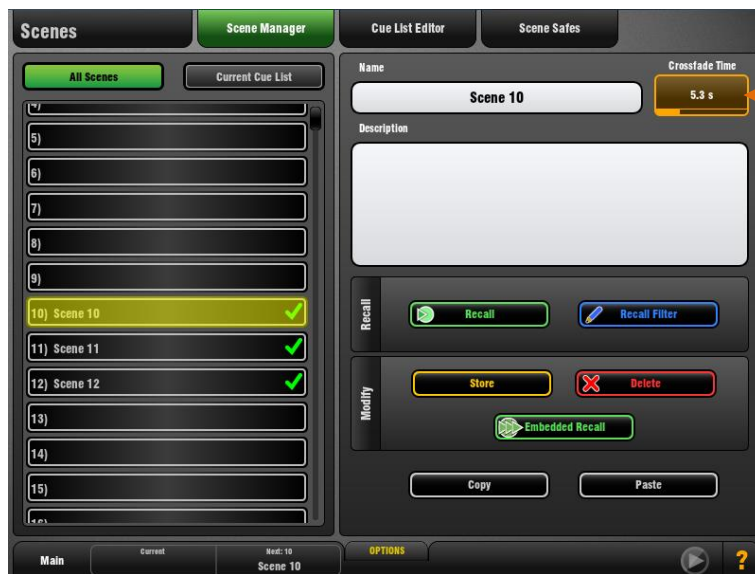 Scenes
Scene Manager
Cue List Editor
Scene Safes
All Scenes
Current Cue List
5)
6)
7)
8)
9)
10) Scene 10
11) Scene 11
12) Scene 12
13)
14)
15)
Name
Crossfade Time
Scene 10
5.3 s
Description
Recall
Recall
Recall Filter
Modify
Store
Delete
Embedded Recall
Copy
Paste
Main
Current
Next: 10
Scene 10
OPTIONS
?